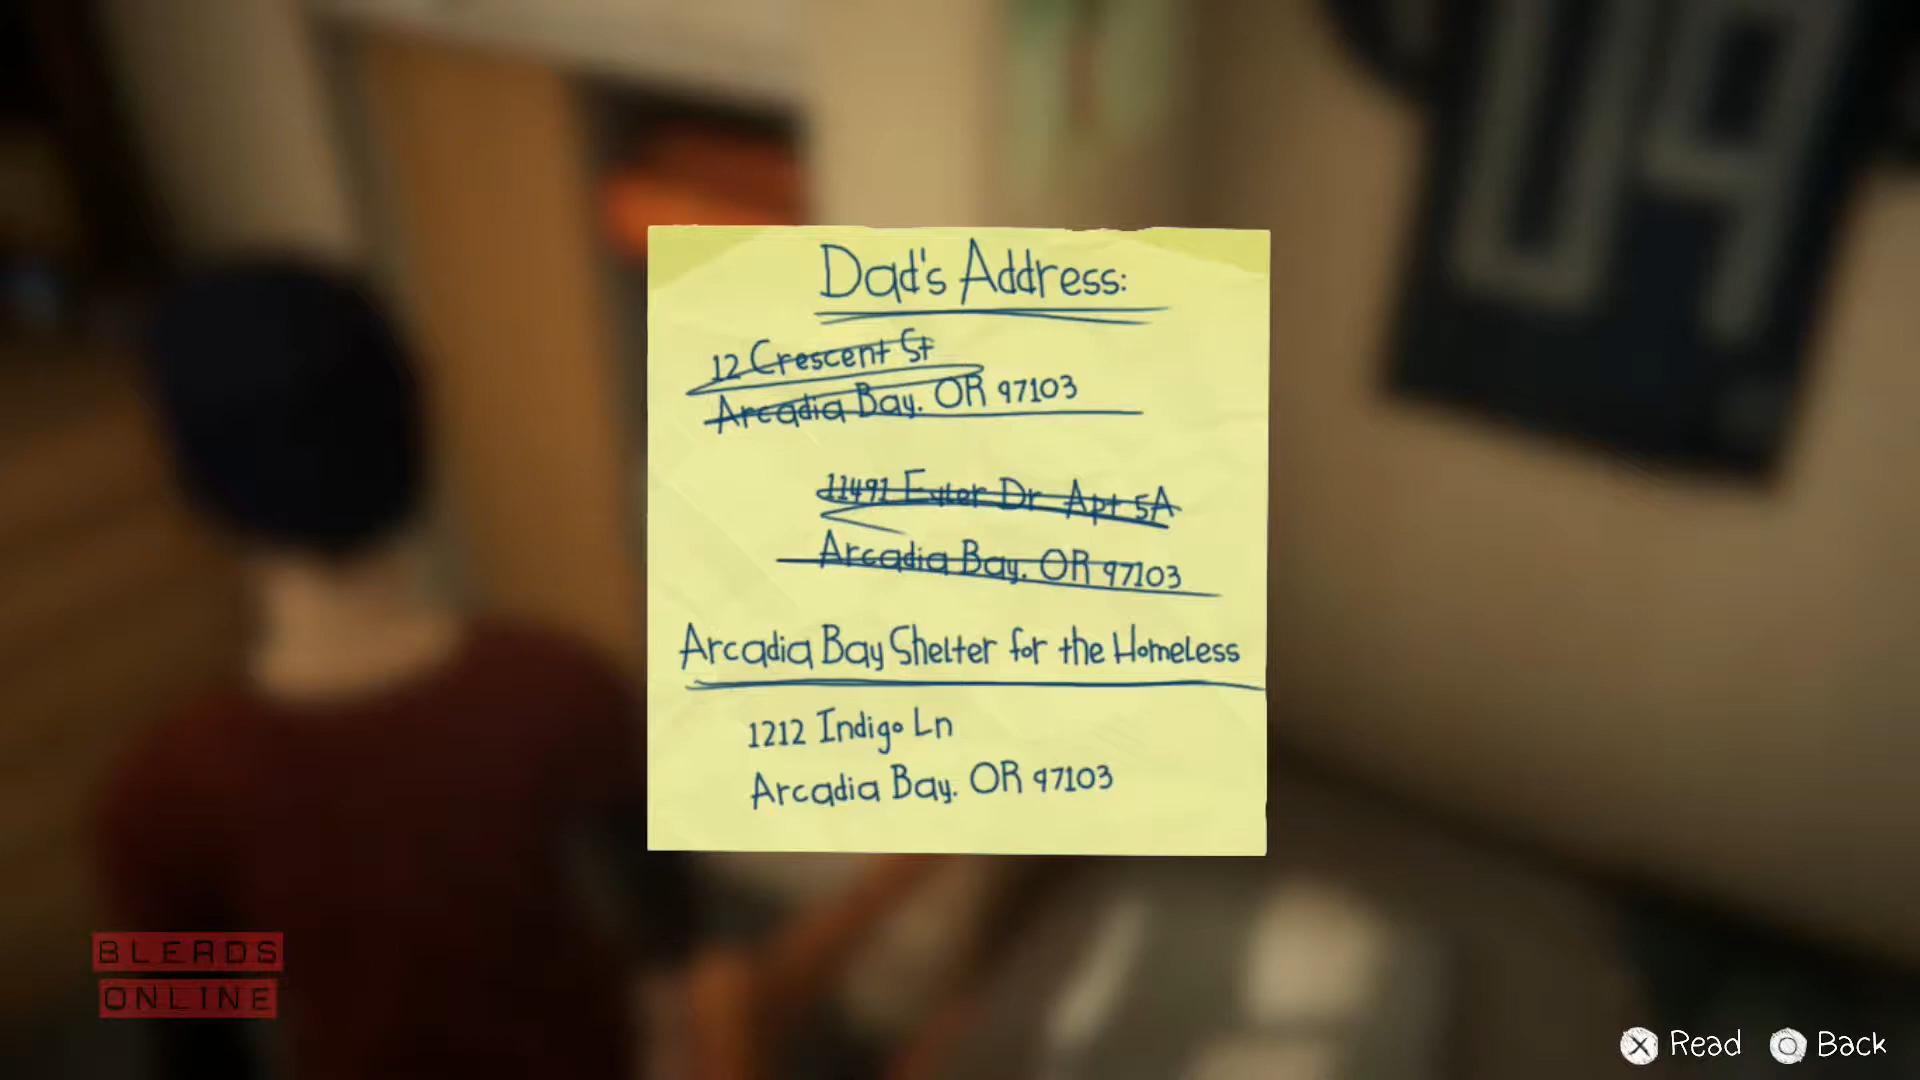 Dad's Address:
12 Crescent St
Arcadia Bay. OR 97103
11491 Dr Apt 5A
Arcadia Bay. OR 97103
Arcadia Bay Shelter for the Homeless
1212 Indigo Ln
Arcadia Bay. OR 97103
BLERDS
ONLINE
Read
Back